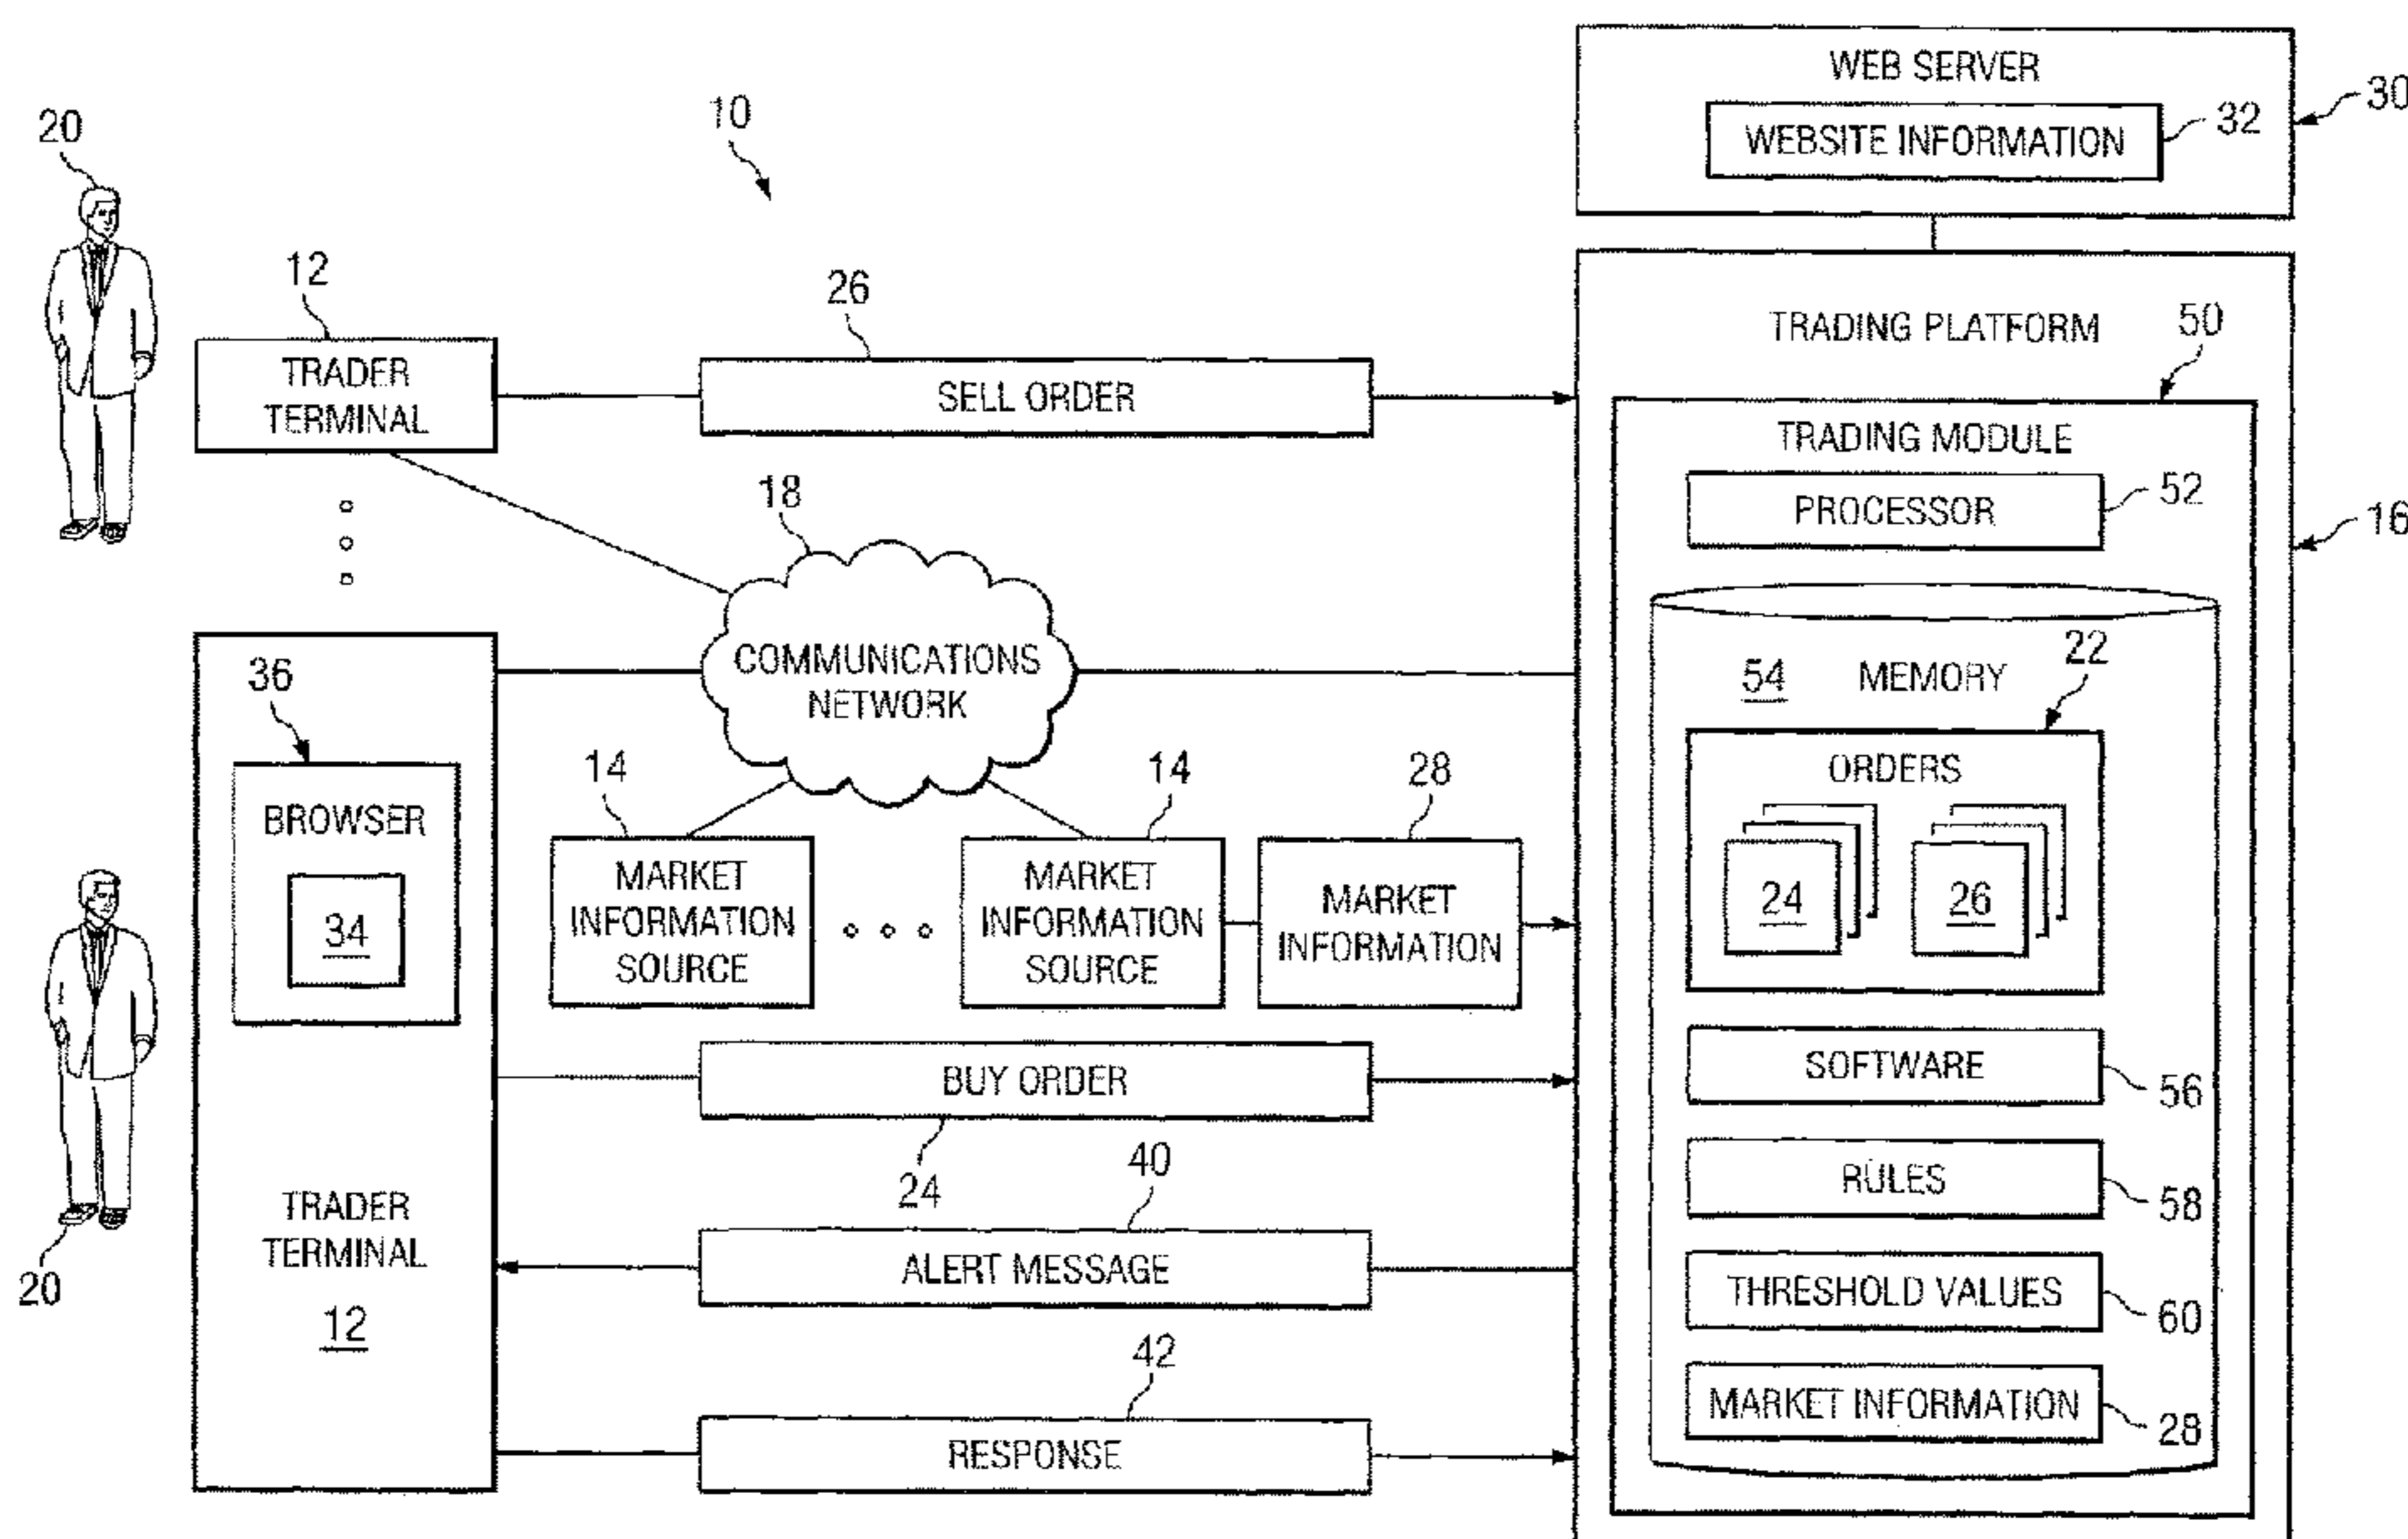 WEB SERVER
30
WEBSITE INFORMATION
32
10
20
12
TRADER
TERMINAL
26
SELL ORDER
TRADING PLATFORM
50
TRADING MODULE
PROCESSOR
52
16
18
COMMUNICATIONS
NETWORK
54
MEMORY
22
ORDERS
24
26
36
BROWSER
34
14
MARKET
INFORMATION
SOURCE
14
MARKET
INFORMATION
SOURCE
28
MARKET
INFORMATION
SOFTWARE
56
BUY ORDER
24
RULES
58
20
TRADER
TERMINAL
12
40
ALERT MESSAGE
THRESHOLD VALUES
60
42
RESPONSE
MARKET INFORMATION
28